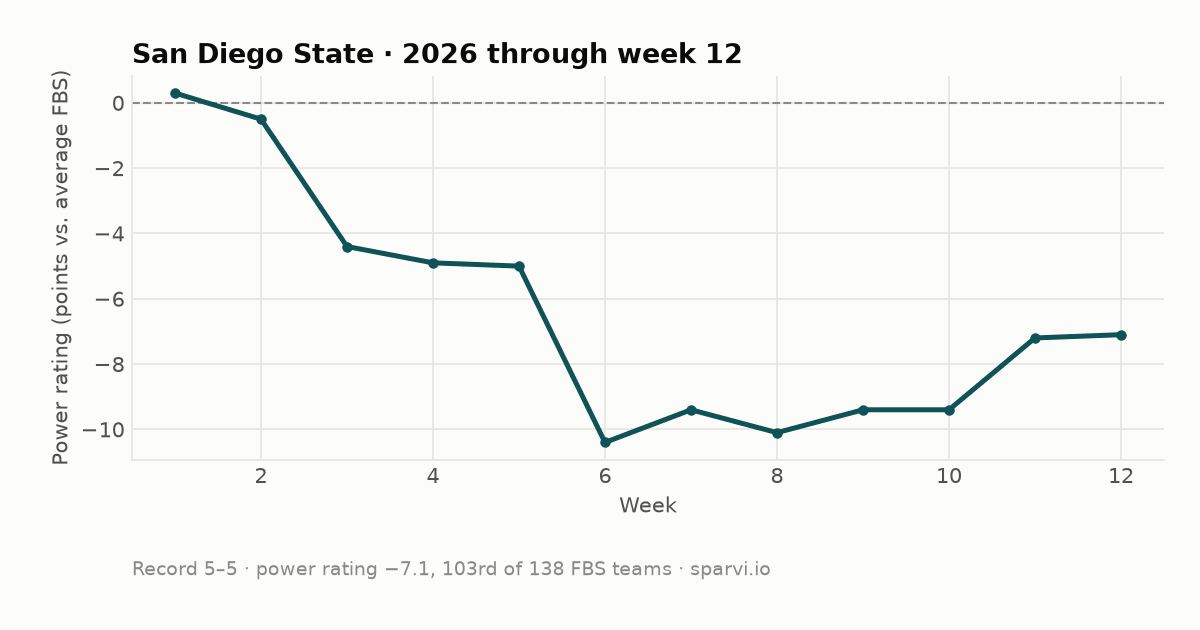 San Diego State · 2026 through week 12
Power rating (points vs. average FBS)
0
−2
−4
−6
−8
−10
2 4 6 8 10 12
Week
Record 5–5 · power rating −7.1, 103rd of 138 FBS teams · sparvi.io